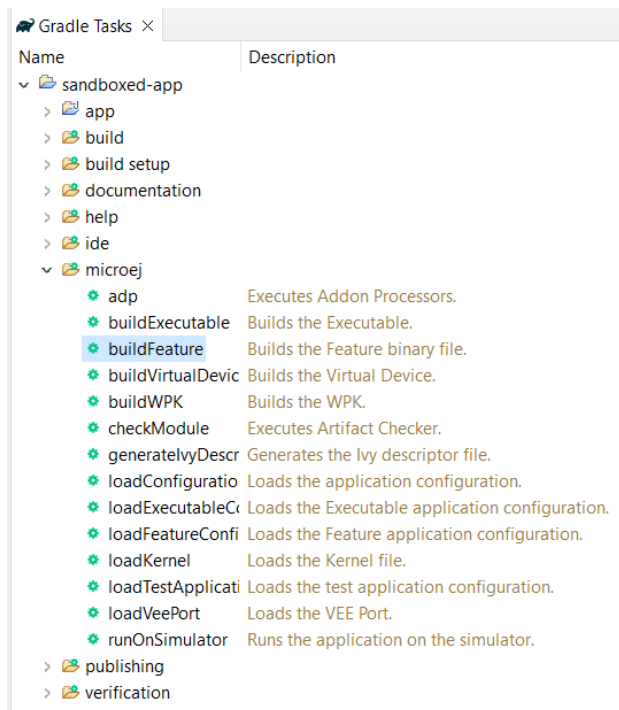 Gradle Tasks
Name Description
sandboxed-app
app
build
build setup
documentation
help
ide
microej
adp Executes Addon Processors.
buildExecutable Builds the Executable.
buildFeature Builds the Feature binary file.
buildVirtualDevic Builds the Virtual Device.
buildWPK Builds the WPK.
checkModule Executes Artifact Checker.
generateIvyDescr Generates the Ivy descriptor file.
loadConfiguratio Loads the application configuration.
loadExecutableCo Loads the Executable application configuration.
loadFeatureConfi Loads the Feature application configuration.
loadKernel Loads the Kernel file.
loadTestApplicati Loads the test application configuration.
loadVeePort Loads the VEE Port.
runOnSimulator Runs the application on the simulator.
publishing
verification